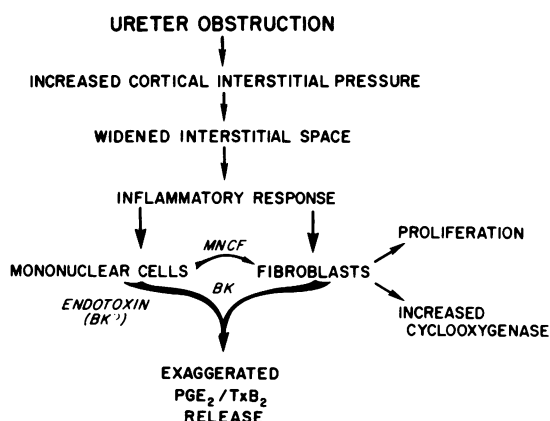 URETER OBSTRUCTION
INCREASED CORTICAL INTERSTITIAL PRESSURE
WIDENED INTERSTITIAL SPACE
INFLAMMATORY RESPONSE
MNCF
PROLIFERATION
MONONUCLEAR CELLS
FIBROBLASTS
BK
ENDOTOXIN
(BK?)
INCREASED
CYCLOOXYGENASE
EXAGGERATED
PGE₂/TxB₂
RELEASE